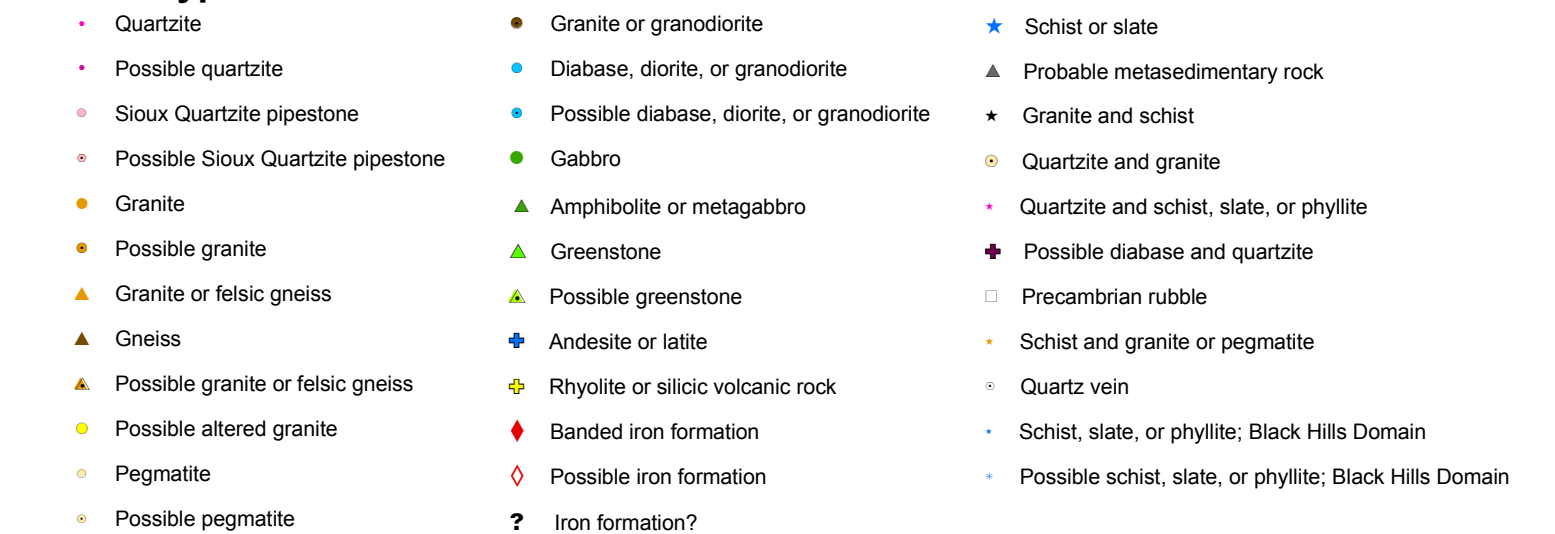 Quartzite
Possible quartzite
Sioux Quartzite pipestone
Possible Sioux Quartzite pipestone
Granite
Possible granite
Granite or felsic gneiss
Gneiss
Possible granite or felsic gneiss
Possible altered granite
Pegmatite
Possible pegmatite
Granite or granodiorite
Diabase, diorite, or granodiorite
Possible diabase, diorite, or granodiorite
Gabbro
Amphibolite or metagabbro
Greenstone
Possible greenstone
Andesite or latite
Rhyolite or silicic volcanic rock
Banded iron formation
Possible iron formation
? Iron formation?
Schist or slate
Probable metasedimentary rock
Granite and schist
Quartzite and granite
Quartzite and schist, slate, or phyllite
Possible diabase and quartzite
Precambrian rubble
Schist and granite or pegmatite
Quartz vein
Schist, slate, or phyllite; Black Hills Domain
Possible schist, slate, or phyllite; Black Hills Domain